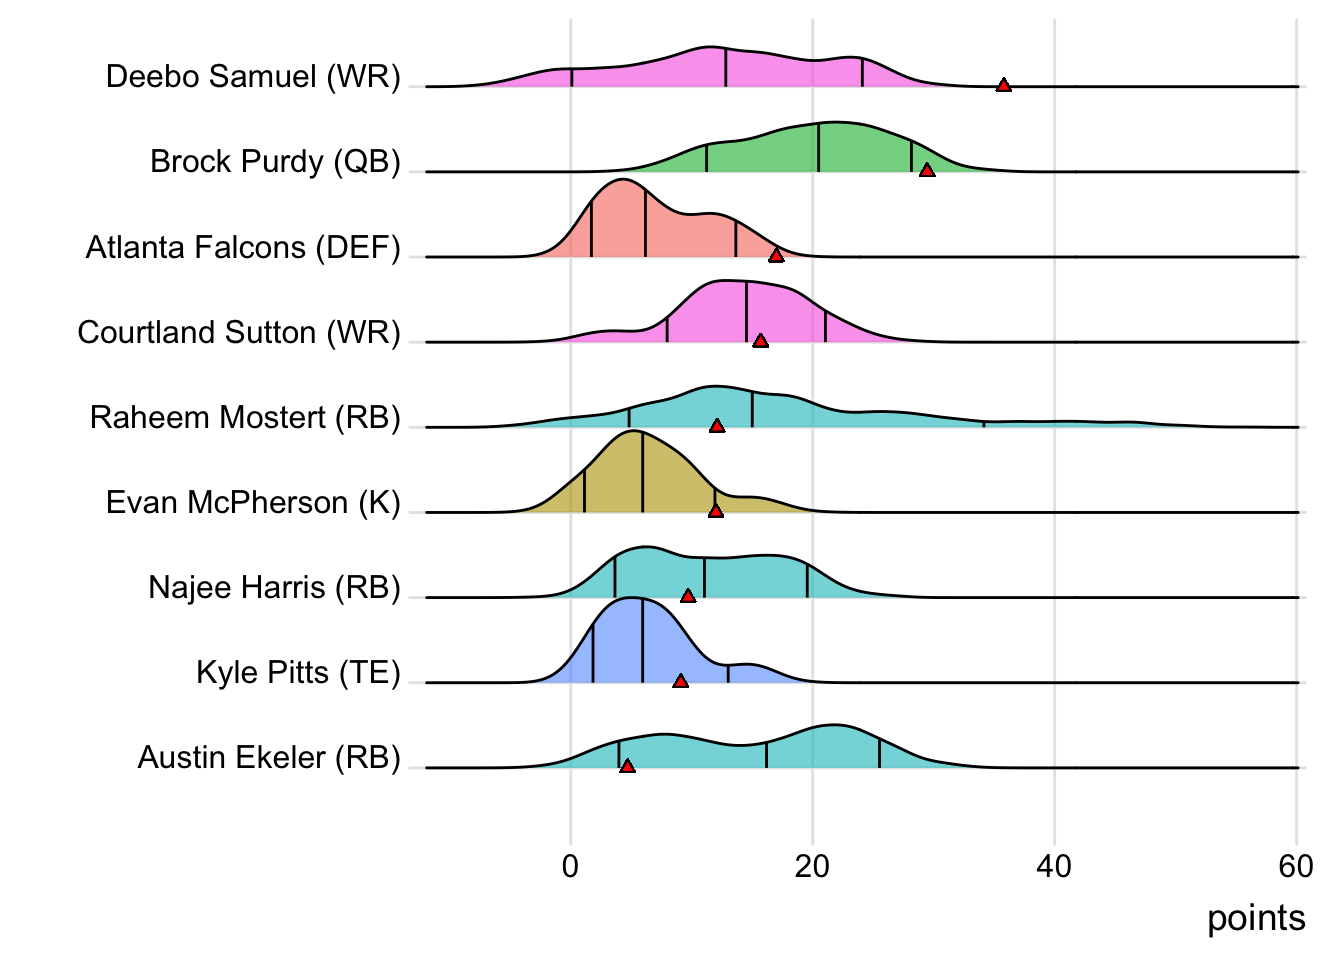 Deebo Samuel (WR)
Brock Purdy (QB)
Atlanta Falcons (DEF)
Courtland Sutton (WR)
Raheem Mostert (RB)
Evan McPherson (K)
Najee Harris (RB)
Kyle Pitts (TE)
Austin Ekeler (RB)
0 20 40 60
points